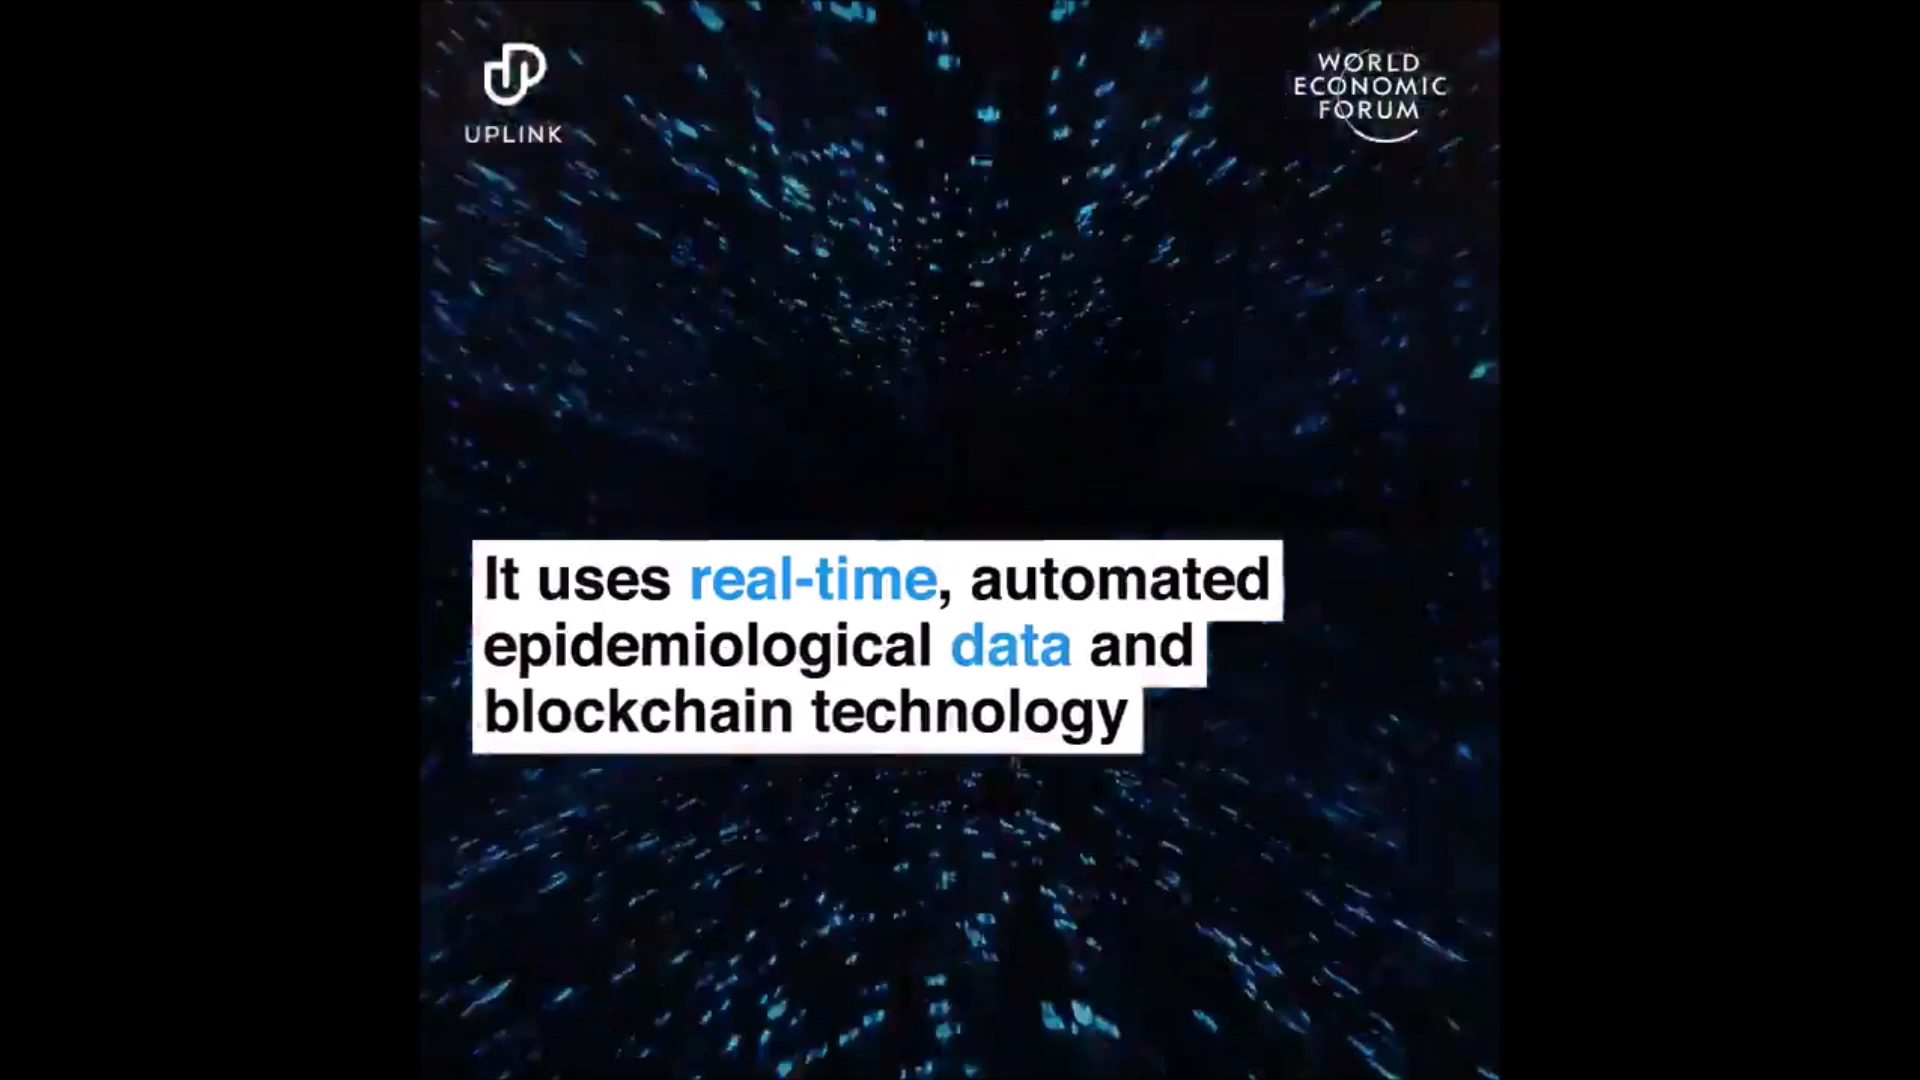 UPLINK
WORLD
ECONOMIC
FORUM
It uses real-time, automated
epidemiological data and
blockchain technology